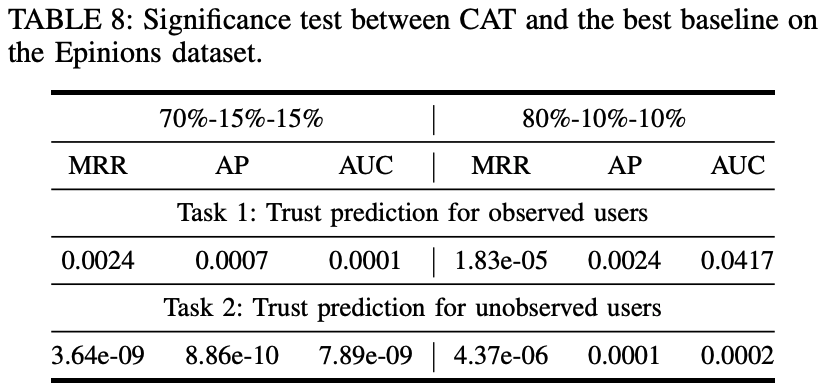 TABLE 8: Significance test between CAT and the best baseline on
the Epinions dataset.
70%-15%-15% | 80%-10%-10%
MRR AP AUC | MRR AP AUC
Task 1: Trust prediction for observed users
0.0024 0.0007 0.0001 | 1.83e-05 0.0024 0.0417
Task 2: Trust prediction for unobserved users
3.64e-09 8.86e-10 7.89e-09 | 4.37e-06 0.0001 0.0002